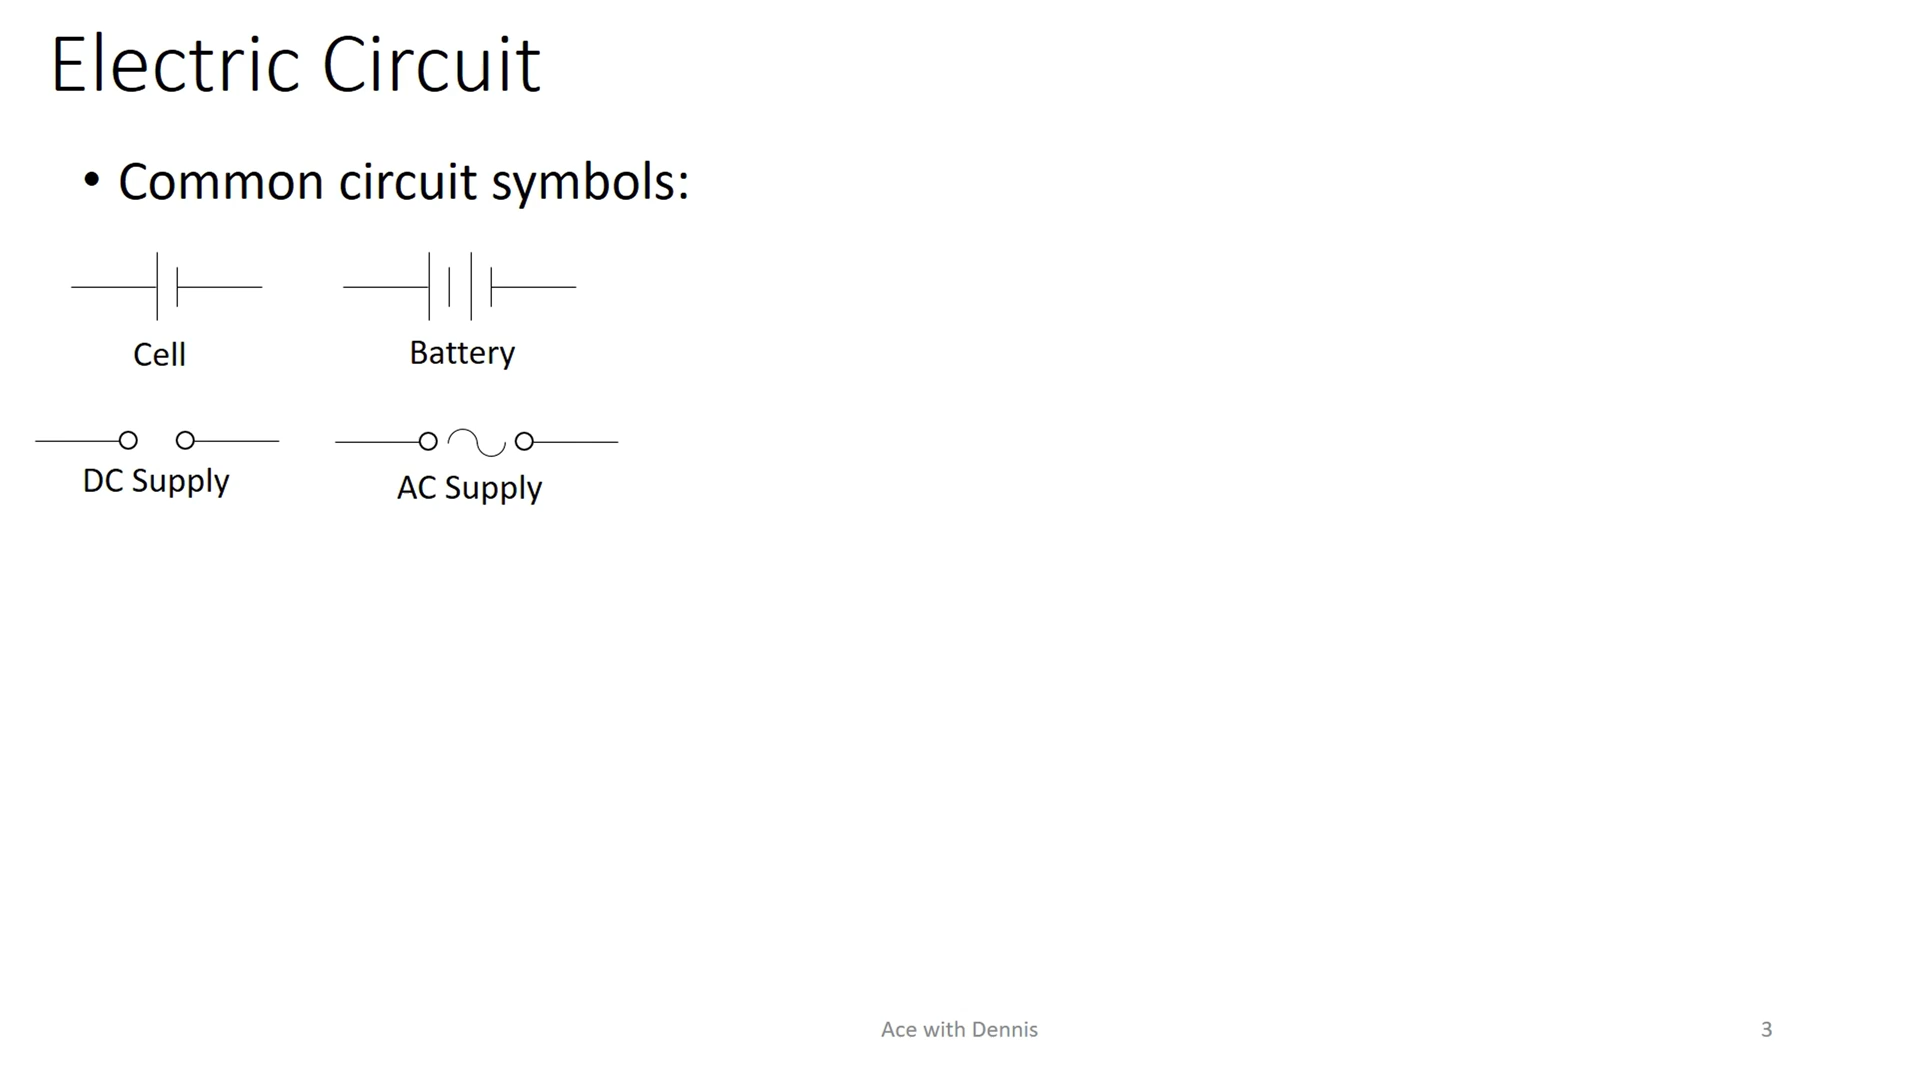 Electric Circuit
• Common circuit symbols:
Cell
Battery
DC Supply
AC Supply
Ace with Dennis
3